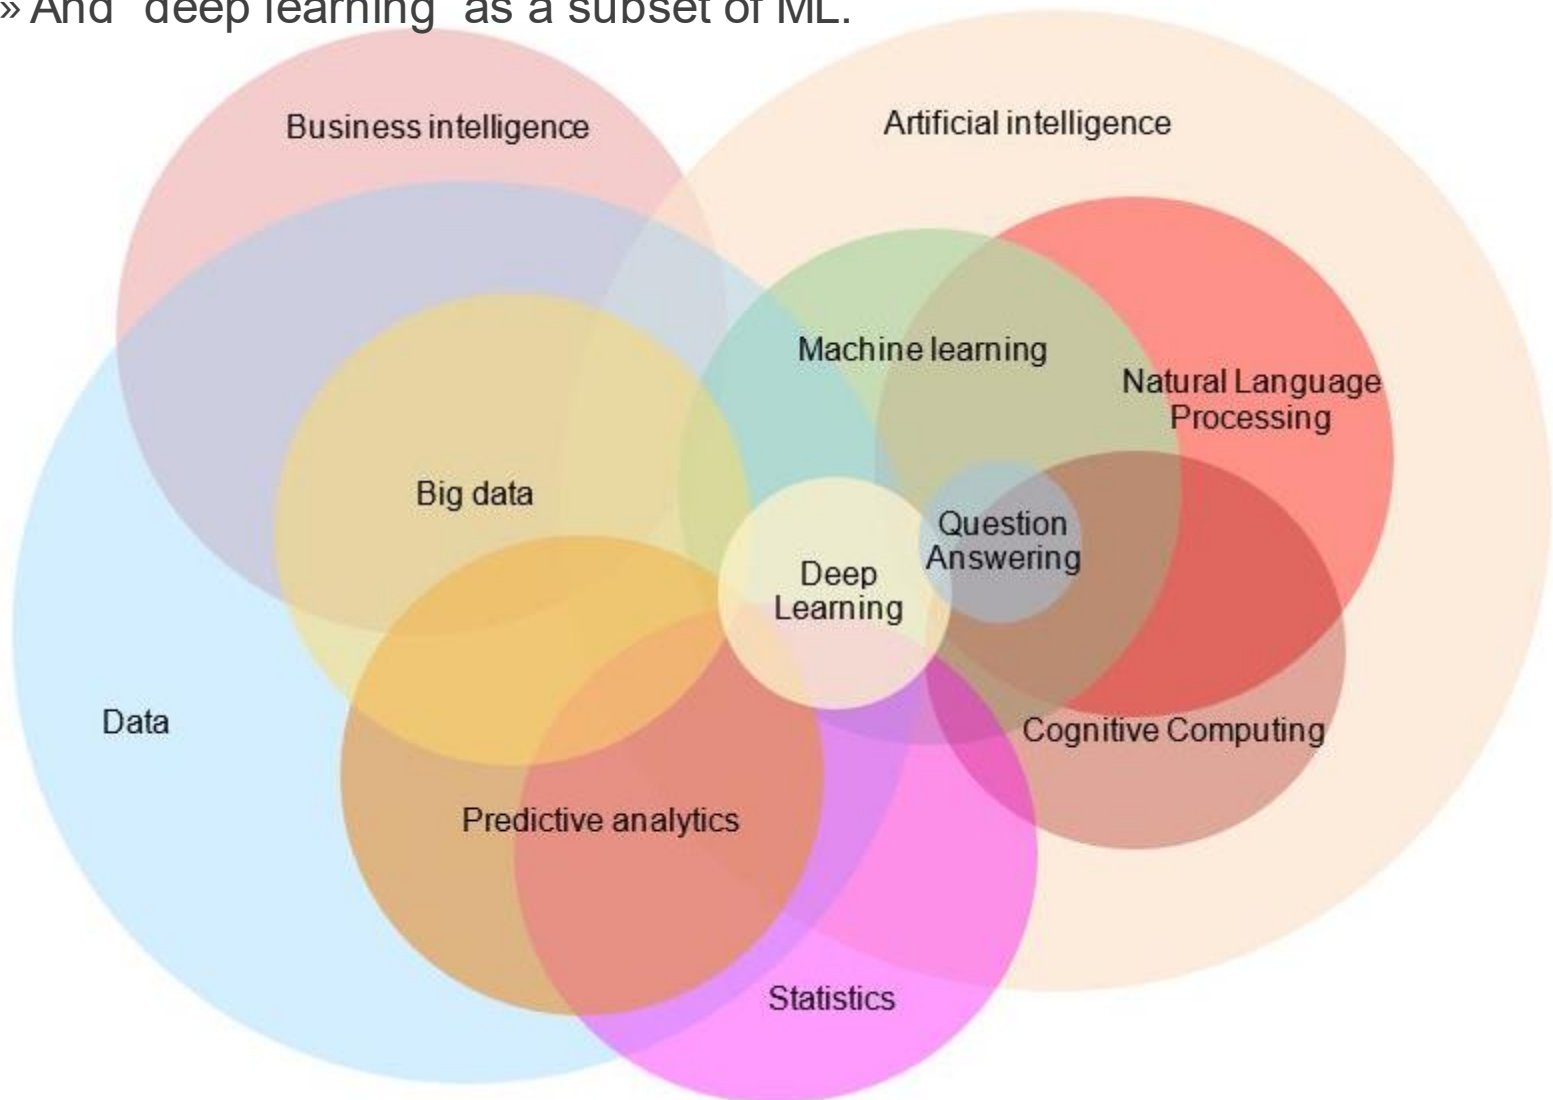 » And "deep learning" as a subset of ML.
Business intelligence
Artificial intelligence
Machine learning
Natural Language
Processing
Big data
Question
Answering
Deep
Learning
Data
Cognitive Computing
Predictive analytics
Statistics